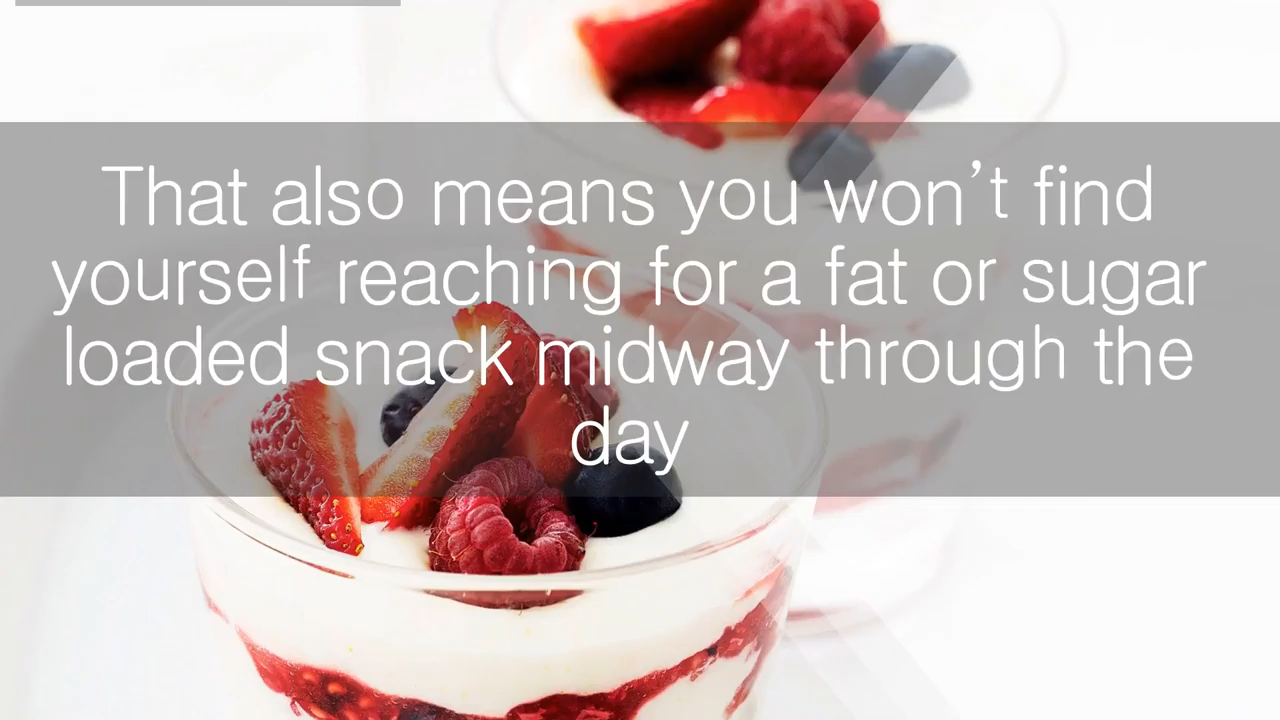 That also means you won’t find
yourself reaching for a fat or sugar
loaded snack midway through the
day